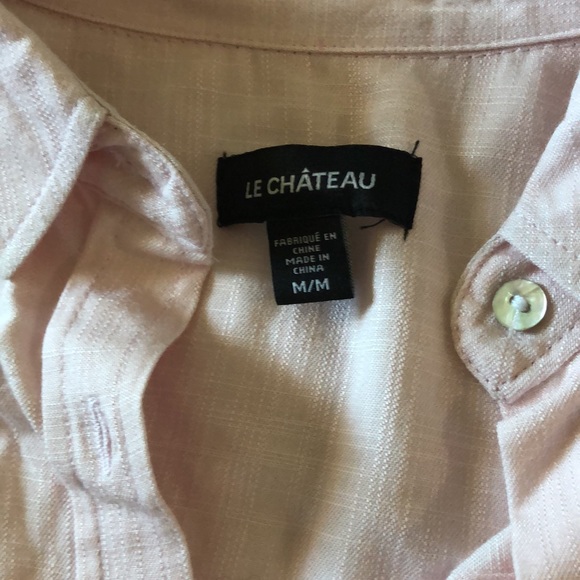 LE CHÂTEAU
FABRIQUÉ EN
CHINE
MADE IN
CHINA
M/M